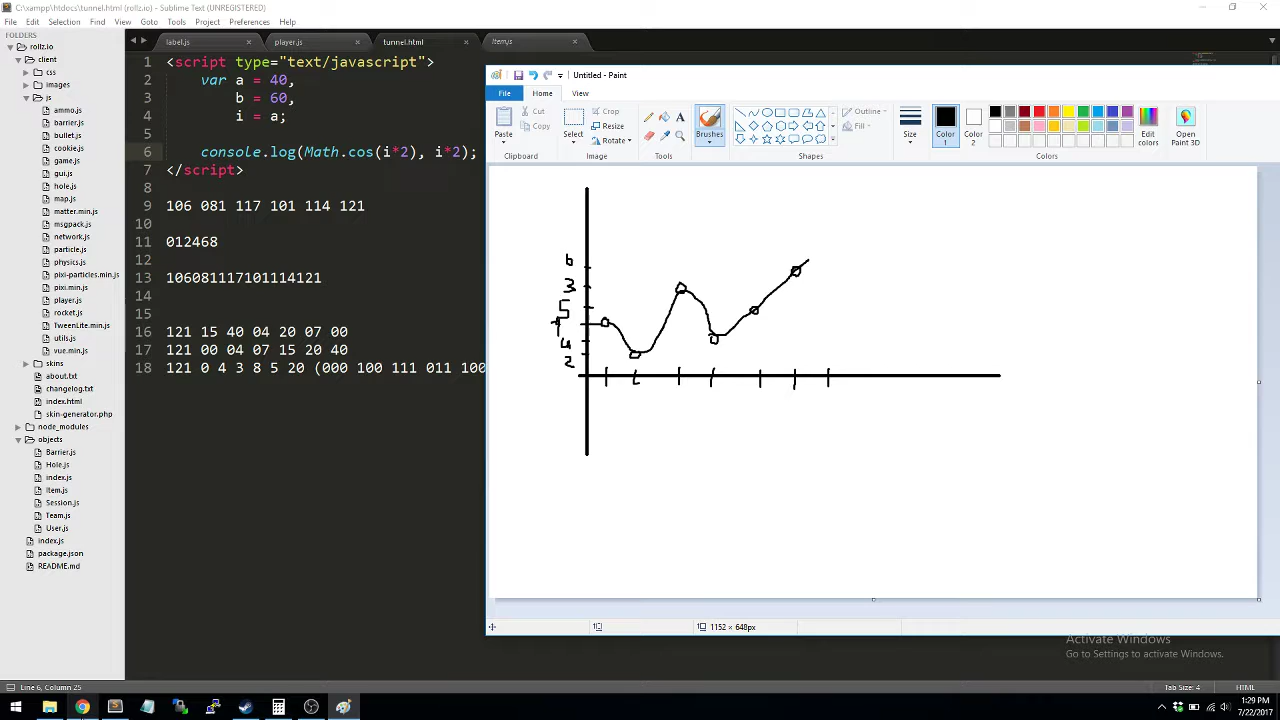 C:\xampp\htdocs\tunnel.html (rollz.io) - Sublime Text (UNREGISTERED)
File Edit Selection Find View Goto Tools Project Preferences Help
FOLDERS
rollz.io
client
css
images
js
ammo.js
barrier.js
bullet.js
cookie.js
game.js
gui.js
hole.js
map.js
matter.min.js
msgpack.js
network.js
particle.js
physics.js
pixi-particles.min.js
pixi.min.js
player.js
rocket.js
TweenLite.min.js
utils.js
vue.min.js
skins
about.txt
changelog.txt
index.html
skin-generator.php
node_modules
objects
Barrier.js
Hole.js
index.js
Item.js
Session.js
Team.js
User.js
index.js
package.json
README.md
label.js player.js tunnel.html Item.js
1 <script type="text/javascript">
2 var a = 40,
3 b = 60,
4 i = a;
5
6 console.log(Math.cos(i*2), i*2);
7 </script>
8
9 106 081 117 101 114 121
10
11 012468
12
13 106081117101114121
14
15
16 121 15 40 04 20 07 00
17 121 00 04 07 15 20 40
18 121 0 4 3 8 5 20 (000 100 111 011 100
Untitled - Paint
File Home View
Paste
Cut
Copy
Clipboard
Select
Crop
Resize
Rotate
Image
Tools
Brushes
Outline
Fill
Shapes
Size
Color 1
Color 2
Edit colors
Colors
Open Paint 3D
6
3
5
7
4
2
1152 × 648px
Activate Windows
Go to Settings to activate Windows.
Line 6, Column 25
Tab Size: 4 HTML
1:29 PM
7/22/2017